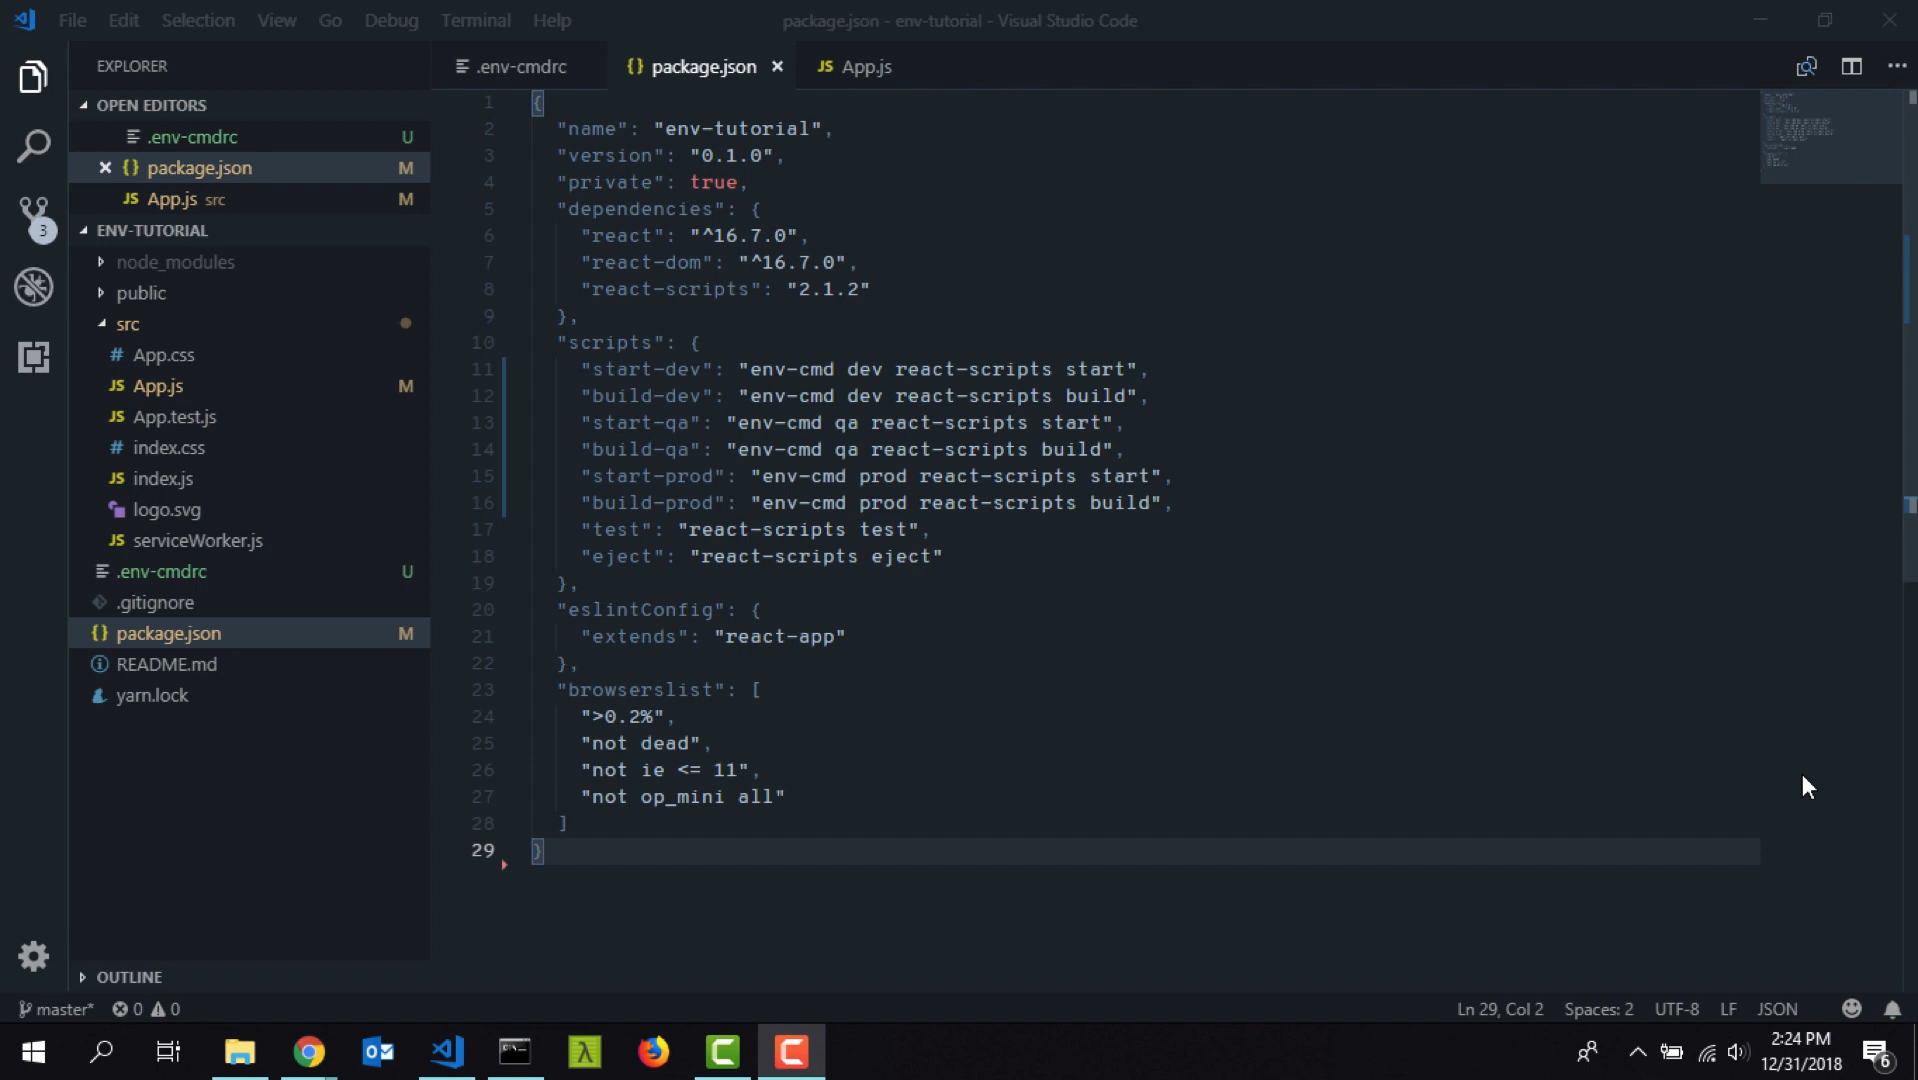 File Edit Selection View Go Debug Terminal Help
package.json - env-tutorial - Visual Studio Code
EXPLORER
OPEN EDITORS
.env-cmdrc U
package.json M
App.js src M
ENV-TUTORIAL
node_modules
public
src
App.css
App.js M
App.test.js
index.css
index.js
logo.svg
serviceWorker.js
.env-cmdrc U
.gitignore
package.json M
README.md
yarn.lock
OUTLINE
3
.env-cmdrc
package.json
App.js
1 {
2 "name": "env-tutorial",
3 "version": "0.1.0",
4 "private": true,
5 "dependencies": {
6 "react": "^16.7.0",
7 "react-dom": "^16.7.0",
8 "react-scripts": "2.1.2"
9 },
10 "scripts": {
11 "start-dev": "env-cmd dev react-scripts start",
12 "build-dev": "env-cmd dev react-scripts build",
13 "start-qa": "env-cmd qa react-scripts start",
14 "build-qa": "env-cmd qa react-scripts build",
15 "start-prod": "env-cmd prod react-scripts start",
16 "build-prod": "env-cmd prod react-scripts build",
17 "test": "react-scripts test",
18 "eject": "react-scripts eject"
19 },
20 "eslintConfig": {
21 "extends": "react-app"
22 },
23 "browserslist": [
24 ">0.2%",
25 "not dead",
26 "not ie <= 11",
27 "not op_mini all"
28 ]
29 }
master* 0 0
Ln 29, Col 2 Spaces: 2 UTF-8 LF JSON
2:24 PM
12/31/2018
6